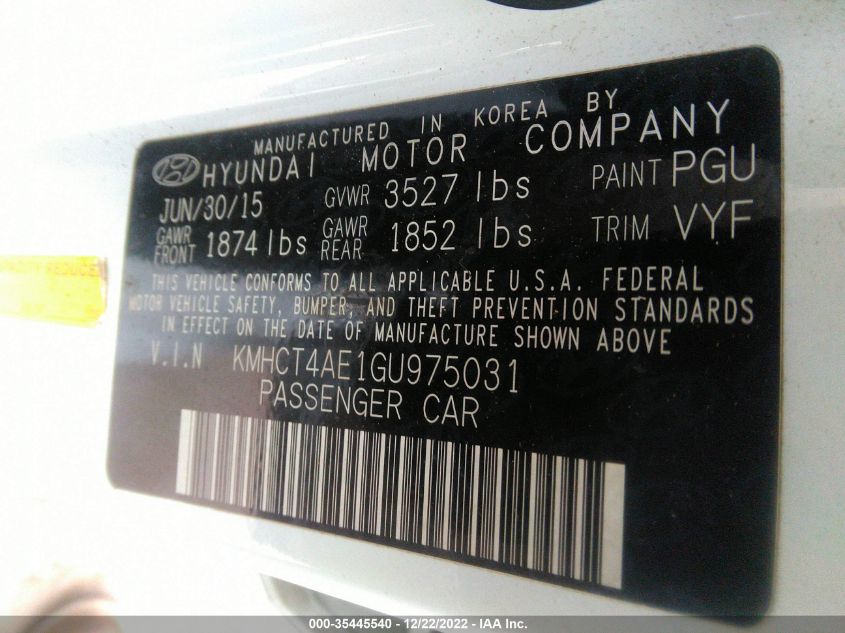 MANUFACTURED IN KOREA BY
HYUNDAI MOTOR COMPANY
JUN/30/15 GVWR 3527 lbs PAINT PGU
GAWR FRONT 1874 lbs GAWR REAR 1852 lbs TRIM VYF
THIS VEHICLE CONFORMS TO ALL APPLICABLE U.S.A. FEDERAL
MOTOR VEHICLE SAFETY, BUMPER, AND THEFT PREVENTION STANDARDS
IN EFFECT ON THE DATE OF MANUFACTURE SHOWN ABOVE
V.I.N KMHCT4AE1GU975031
PASSENGER CAR
CAPACITY REDUCED
000-35445540 - 12/22/2022 - IAA Inc.